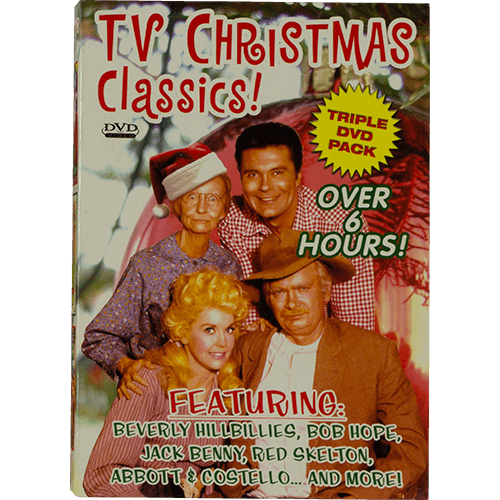 TV CHRISTMAS
Classics!
DVD
VIDEO
TRIPLE
DVD
PACK
OVER
6
HOURS!
FEATURING:
BEVERLY HILLBILLIES, BOB HOPE,
JACK BENNY, RED SKELTON,
ABBOTT & COSTELLO... AND MORE!